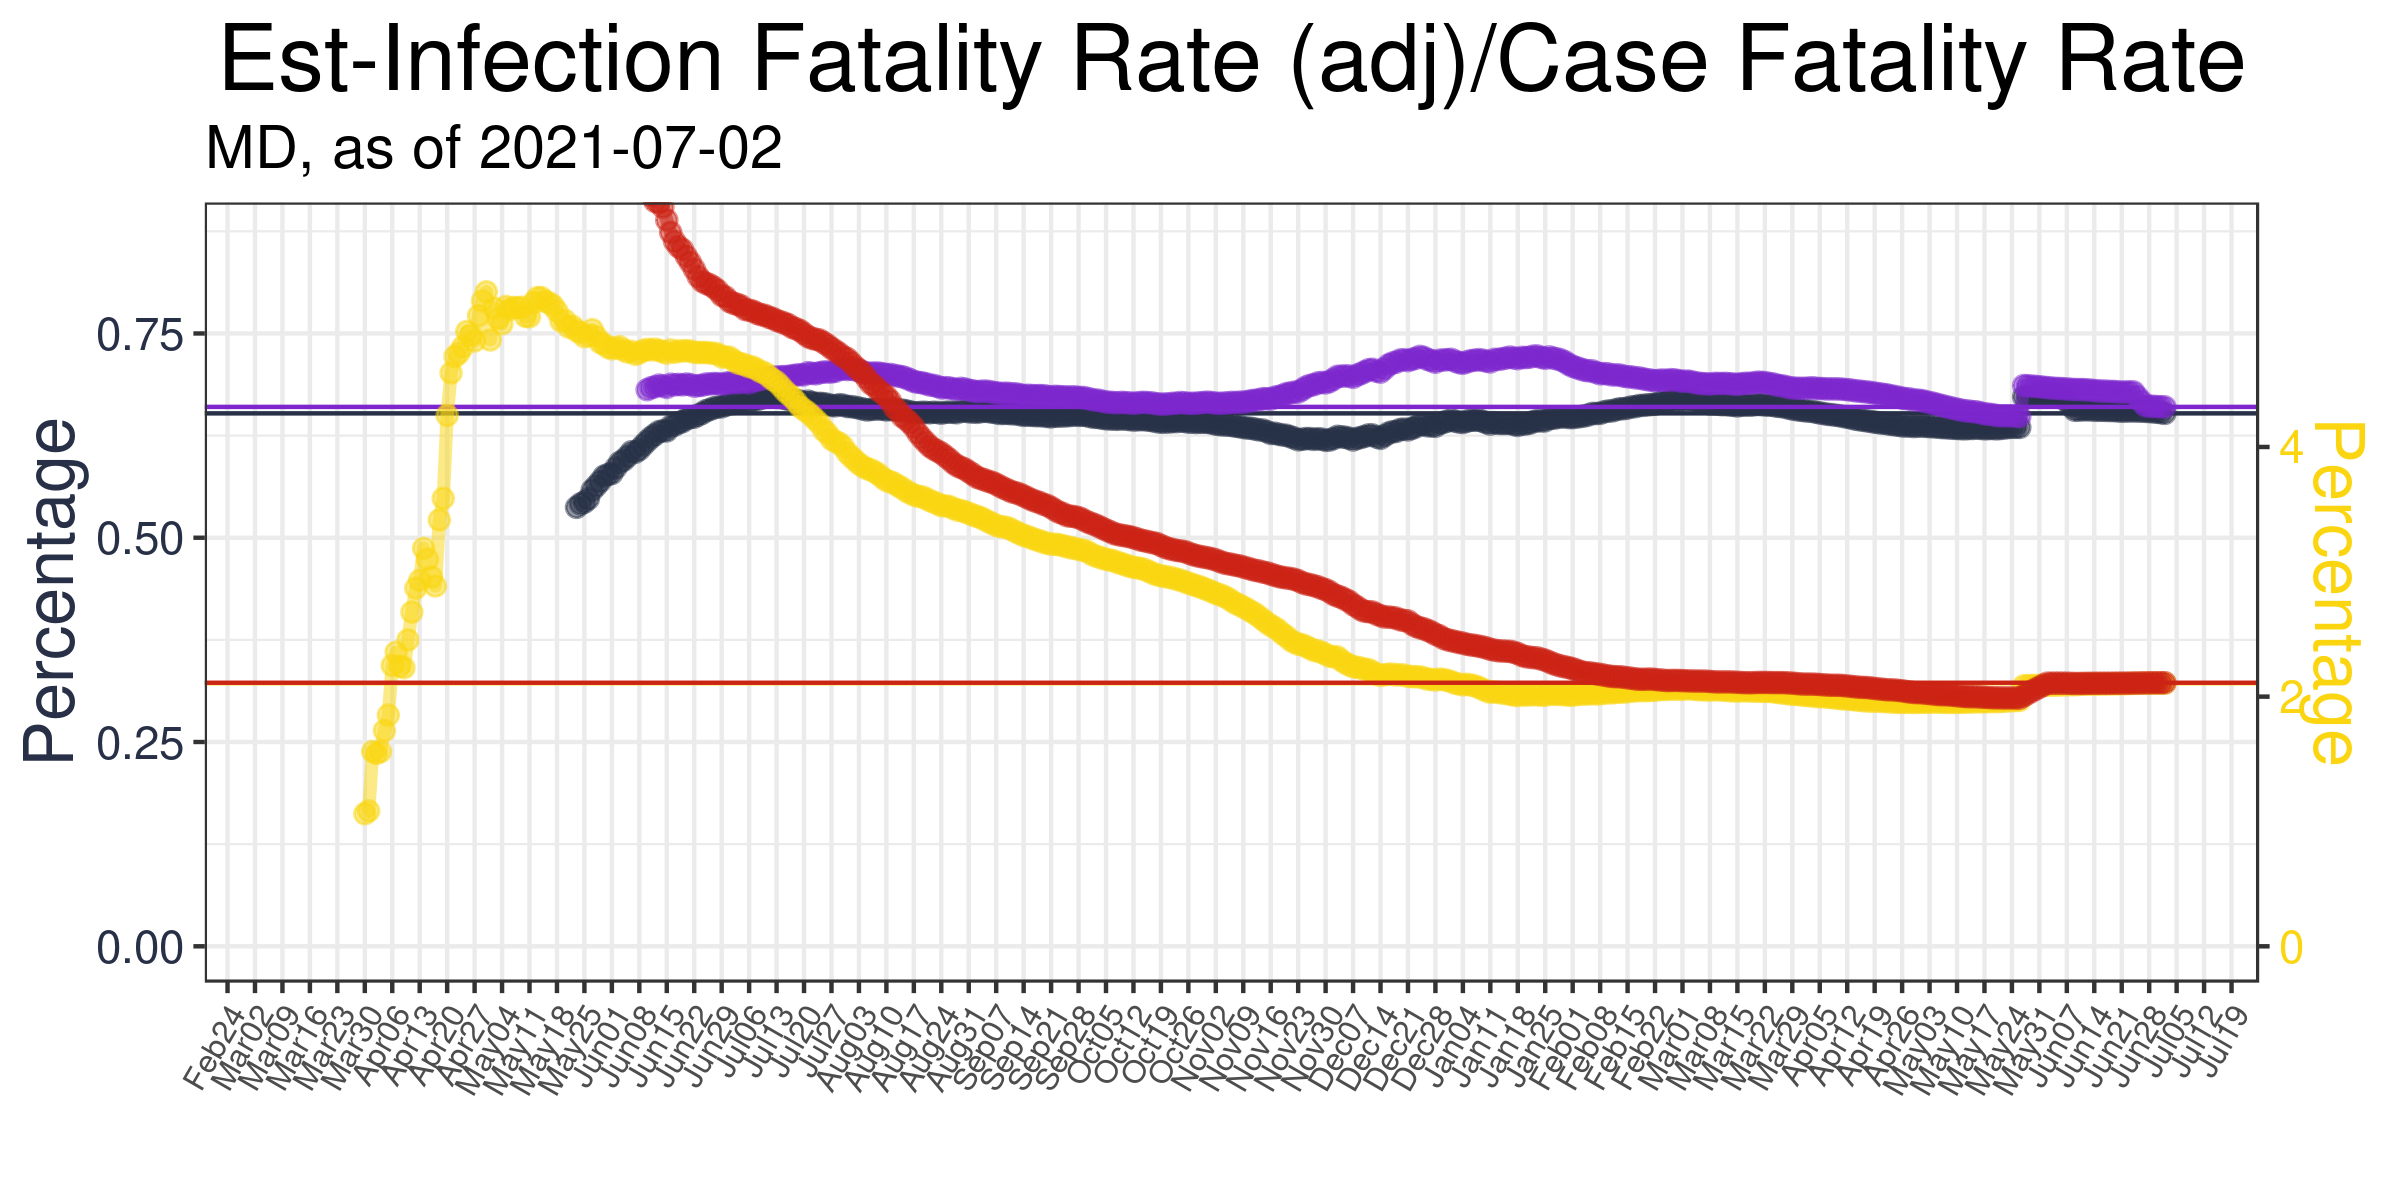 Est-Infection Fatality Rate (adj)/Case Fatality Rate
MD, as of 2021-07-02
Percentage
0.75
0.50
0.25
0.00
4
2
0
Percentage
Feb24
Mar02
Mar09
Mar16
Mar23
Mar30
Apr06
Apr13
Apr20
Apr27
May04
May11
May18
May25
Jun01
Jun08
Jun15
Jun22
Jun29
Jul06
Jul13
Jul20
Jul27
Aug03
Aug10
Aug17
Aug24
Aug31
Sep07
Sep14
Sep21
Sep28
Oct05
Oct12
Oct19
Oct26
Nov02
Nov09
Nov16
Nov23
Nov30
Dec07
Dec14
Dec21
Dec28
Jan04
Jan11
Jan18
Jan25
Feb01
Feb08
Feb15
Feb22
Mar01
Mar08
Mar15
Mar22
Mar29
Apr05
Apr12
Apr19
Apr26
May03
May10
May17
May24
May31
Jun07
Jun14
Jun21
Jun28
Jul05
Jul12
Jul19